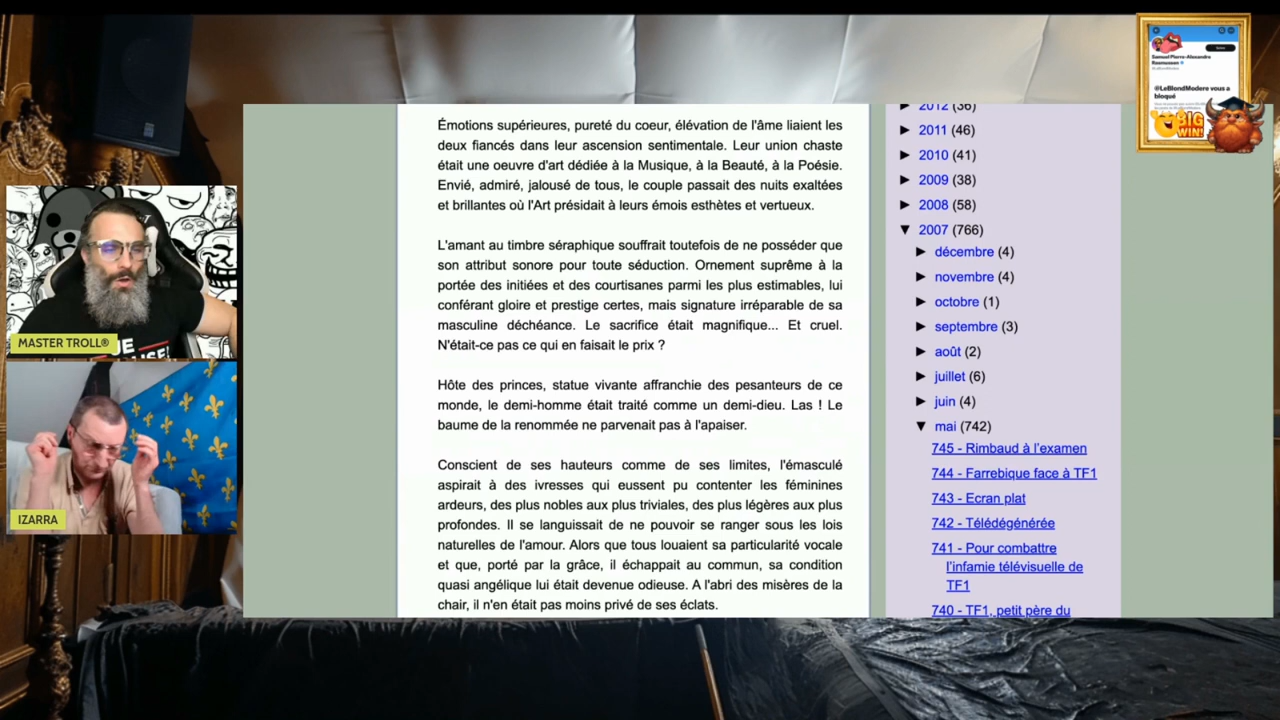 Samuel Pierre-Alexandre
Rasmussen
@LeBlondModere vous a
bloqué
BIG
WIN!
MASTER TROLL®
IZARRA
Émotions supérieures, pureté du coeur, élévation de l'âme liaient les
deux fiancés dans leur ascension sentimentale. Leur union chaste
était une oeuvre d'art dédiée à la Musique, à la Beauté, à la Poésie.
Envié, admiré, jalousé de tous, le couple passait des nuits exaltées
et brillantes où l'Art présidait à leurs émois esthètes et vertueux.
L'amant au timbre séraphique souffrait toutefois de ne posséder que
son attribut sonore pour toute séduction. Ornement suprême à la
portée des initiées et des courtisanes parmi les plus estimables, lui
conférant gloire et prestige certes, mais signature irréparable de sa
masculine déchéance. Le sacrifice était magnifique... Et cruel.
N'était-ce pas ce qui en faisait le prix ?
Hôte des princes, statue vivante affranchie des pesanteurs de ce
monde, le demi-homme était traité comme un demi-dieu. Las ! Le
baume de la renommée ne parvenait pas à l'apaiser.
Conscient de ses hauteurs comme de ses limites, l'émasculé
aspirait à des ivresses qui eussent pu contenter les féminines
ardeurs, des plus nobles aux plus triviales, des plus légères aux plus
profondes. Il se languissait de ne pouvoir se ranger sous les lois
naturelles de l'amour. Alors que tous louaient sa particularité vocale
et que, porté par la grâce, il échappait au commun, sa condition
quasi angélique lui était devenue odieuse. A l'abri des misères de la
chair, il n'en était pas moins privé de ses éclats.
► 2012 (36)
► 2011 (46)
► 2010 (41)
► 2009 (38)
► 2008 (58)
▼ 2007 (766)
► décembre (4)
► novembre (4)
► octobre (1)
► septembre (3)
► août (2)
► juillet (6)
► juin (4)
▼ mai (742)
745 - Rimbaud à l'examen
744 - Farrebique face à TF1
743 - Ecran plat
742 - Télédégénérée
741 - Pour combattre
l'infamie télévisuelle de
TF1
740 - TF1, petit père du